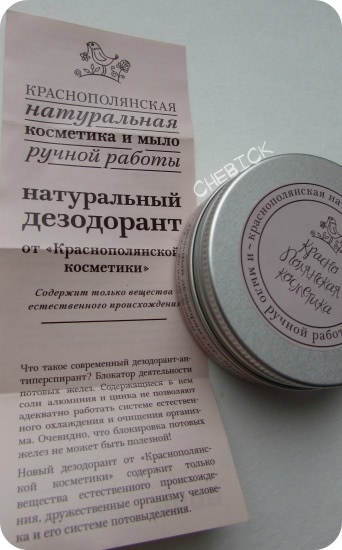 КРАСНОПОЛЯНСКАЯ
натуральная
косметика и мыло
ручной работы
натуральный
дезодорант
от «Краснополянской
косметики»
Содержит только вещества
естественного происхождения
Что такое современный дезодорант-ан-
типерспирант? Блокатор деятельности
потовых желез. Содержащиеся в нем
соли алюминия и цинка не позволяют
адекватно работать системе естествен-
ного охлаждения и очищения организ-
ма. Очевидно, что блокировка потовых
желез не может быть полезной!
Новый дезодорант от «Краснополянс-
кой косметики» содержит только
вещества естественного происхожде-
ния, дружественные организму челове-
ка и его системе потовыделения.
CHEBICK
краснополянская на
и мыло ~
ручной рабо
Красно
Полянская
косметика